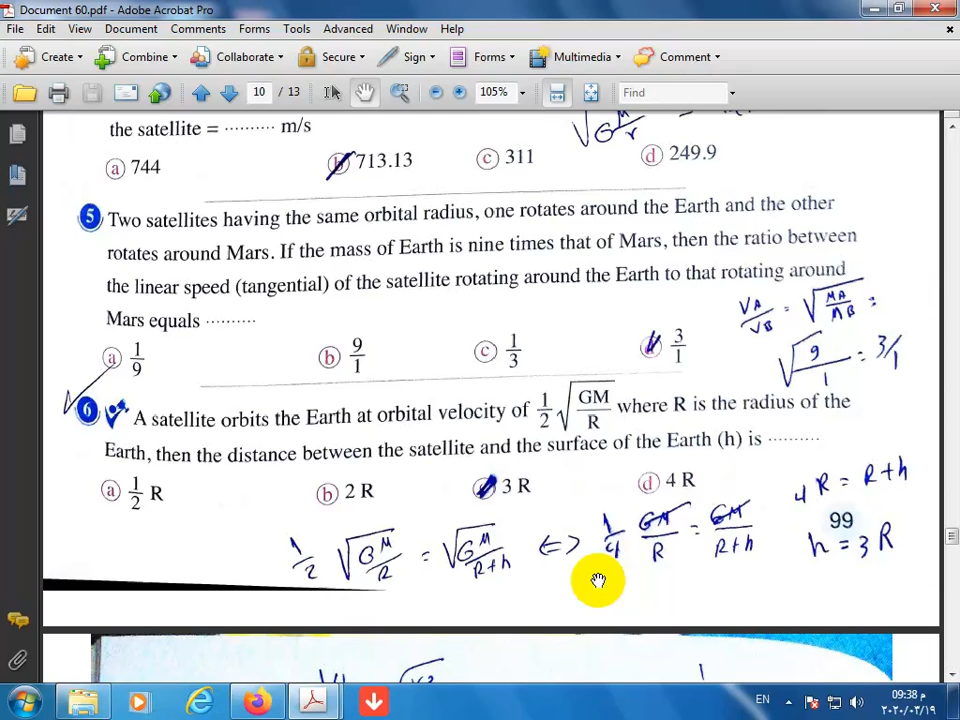 Document 60.pdf - Adobe Acrobat Pro
File Edit View Document Comments Forms Tools Advanced Window Help
Create Combine Collaborate Secure Sign Forms Multimedia Comment
10 / 13 105% Find
the satellite = .......... m/s
a 744 b 713.13 c 311 d 249.9
5 Two satellites having the same orbital radius, one rotates around the Earth and the other
rotates around Mars. If the mass of Earth is nine times that of Mars, then the ratio between
the linear speed (tangential) of the satellite rotating around the Earth to that rotating around
Mars equals ..........
VA/VB = √(MA/MB) =
a 1/9 b 9/1 c 1/3 d 3/1
√(9/1) = 3/1
6 A satellite orbits the Earth at orbital velocity of 1/2 √(GM/R) where R is the radius of the
Earth, then the distance between the satellite and the surface of the Earth (h) is ..........
a 1/2 R b 2 R c 3 R d 4 R
4R = R+h
99
1/2 √(GM/R) = √(GM/(R+h)) ⇔ 1/4 GM/R = GM/(R+h)
h = 3R
EN 09:38 م
٢٠٢٠/٠٣/١٩